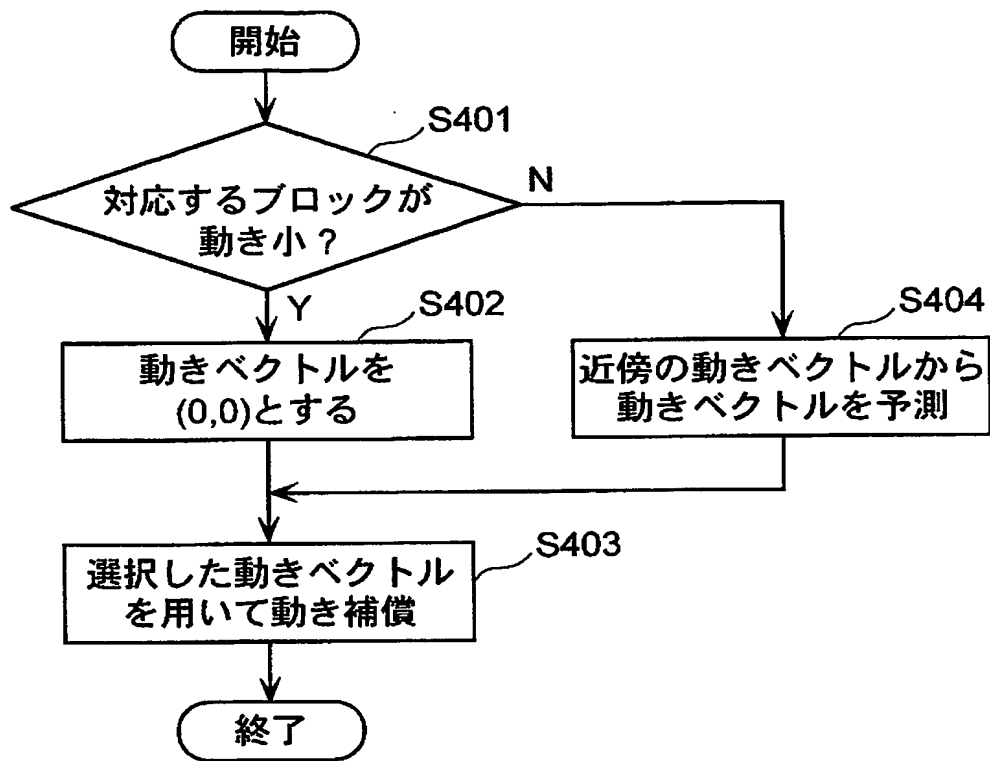 開始
S401
対応するブロックが
動き小？
N
Y
S402
動きベクトルを
(0,0)とする
S404
近傍の動きベクトルから
動きベクトルを予測
S403
選択した動きベクトル
を用いて動き補償
終了